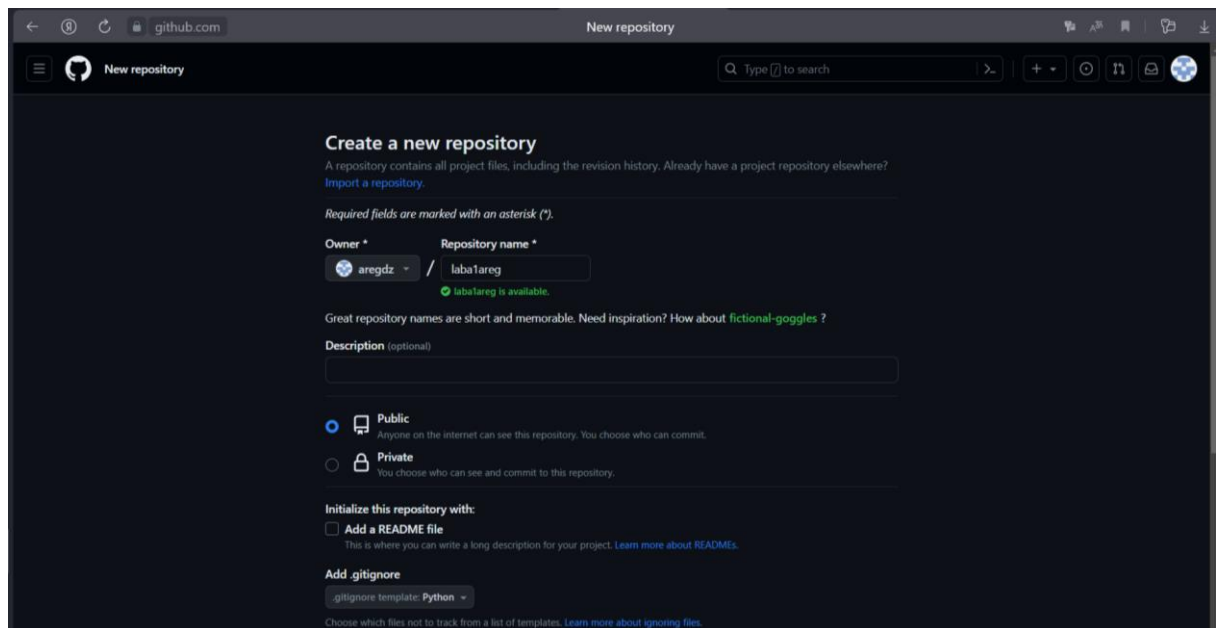 github.com
New repository
New repository
Type / to search
Create a new repository
A repository contains all project files, including the revision history. Already have a project repository elsewhere?
Import a repository.
Required fields are marked with an asterisk (*).
Owner *
Repository name *
aregdz
/
laba1areg
laba1areg is available.
Great repository names are short and memorable. Need inspiration? How about fictional-goggles ?
Description (optional)
Public
Anyone on the internet can see this repository. You choose who can commit.
Private
You choose who can see and commit to this repository.
Initialize this repository with:
Add a README file
This is where you can write a long description for your project. Learn more about READMEs.
Add .gitignore
.gitignore template: Python
Choose which files not to track from a list of templates. Learn more about ignoring files.